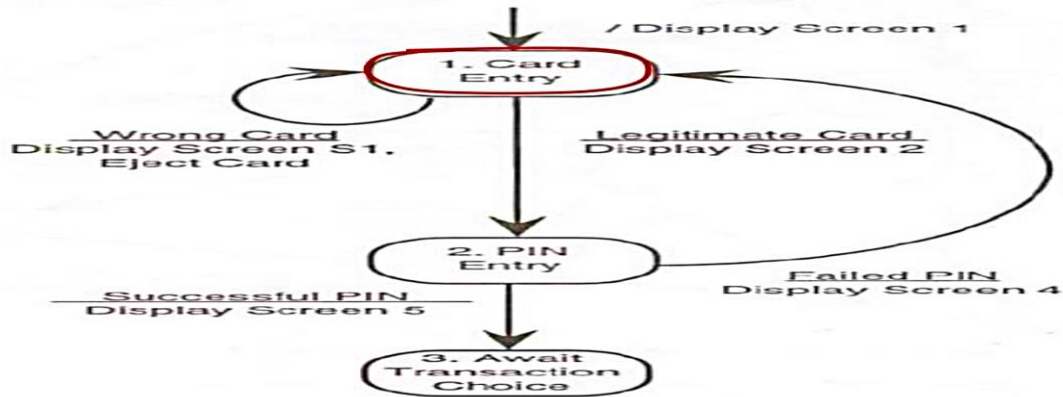 / Display Screen 1
1. Card
Entry
Wrong Card
Display Screen S1,
Eject Card
Legitimate Card
Display Screen 2
2. PIN
Entry
Failed PIN
Display Screen 4
Successful PIN
Display Screen 5
3. Await
Transaction
Choice